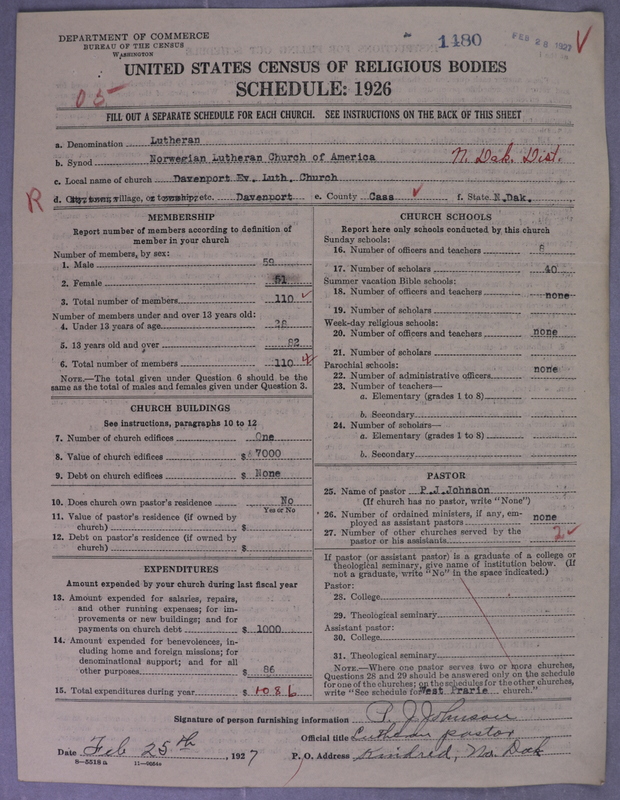 DEPARTMENT OF COMMERCE
BUREAU OF THE CENSUS
WASHINGTON
1480
FEB 28 1927
UNITED STATES CENSUS OF RELIGIOUS BODIES
SCHEDULE: 1926
05
FILL OUT A SEPARATE SCHEDULE FOR EACH CHURCH. SEE INSTRUCTIONS ON THE BACK OF THIS SHEET
a. Denomination Lutheran
b. Synod Norwegian Lutheran Church of America N. Dak. Dist.
c. Local name of church Davenport Ev. Luth. Church
R d. City, town, village, or township, etc. Davenport e. County Cass f. State N.Dak.
MEMBERSHIP
Report number of members according to definition of
member in your church
Number of members, by sex:
1. Male 59
2. Female 51
3. Total number of members 110
Number of members under and over 13 years old:
4. Under 13 years of age 28
5. 13 years old and over 82
6. Total number of members 110
NOTE.—The total given under Question 6 should be the
same as the total of males and females given under Question 3.
CHURCH BUILDINGS
See instructions, paragraphs 10 to 12
7. Number of church edifices One
8. Value of church edifices $ 7000
9. Debt on church edifices $ None
10. Does church own pastor's residence No
Yes or No
11. Value of pastor's residence (if owned by
church) $
12. Debt on pastor's residence (if owned by
church) $
EXPENDITURES
Amount expended by your church during last fiscal year
13. Amount expended for salaries, repairs,
and other running expenses; for im-
provements or new buildings; and for
payments on church debt $ 1000
14. Amount expended for benevolences, in-
cluding home and foreign missions; for
denominational support; and for all
other purposes $ 86
15. Total expenditures during year $ 1086
CHURCH SCHOOLS
Report here only schools conducted by this church
Sunday schools:
16. Number of officers and teachers 8
17. Number of scholars 40
Summer vacation Bible schools:
18. Number of officers and teachers none
19. Number of scholars
Week-day religious schools:
20. Number of officers and teachers none
21. Number of scholars
Parochial schools:
22. Number of administrative officers none
23. Number of teachers—
a. Elementary (grades 1 to 8)
b. Secondary
24. Number of scholars—
a. Elementary (grades 1 to 8)
b. Secondary
PASTOR
25. Name of pastor P.J.Johnson
(If church has no pastor, write "None")
26. Number of ordained ministers, if any, em-
ployed as assistant pastors none
27. Number of other churches served by the
pastor or his assistants 2
If pastor (or assistant pastor) is a graduate of a college or
theological seminary, give name of institution below. (If
not a graduate, write "No" in the space indicated.)
Pastor:
28. College
29. Theological seminary
Assistant pastor:
30. College
31. Theological seminary
NOTE.—Where one pastor serves two or more churches,
Questions 28 and 29 should be answered only on the schedule
for one of the churches; on the schedules for the other churches,
write "See schedule for West Prarie church."
Signature of person furnishing information P. J. Johnson
Official title Lutheran pastor
Date Feb 25th, 1927 P. O. Address Kindred, No. Dak
8—5518 a 11—9064a